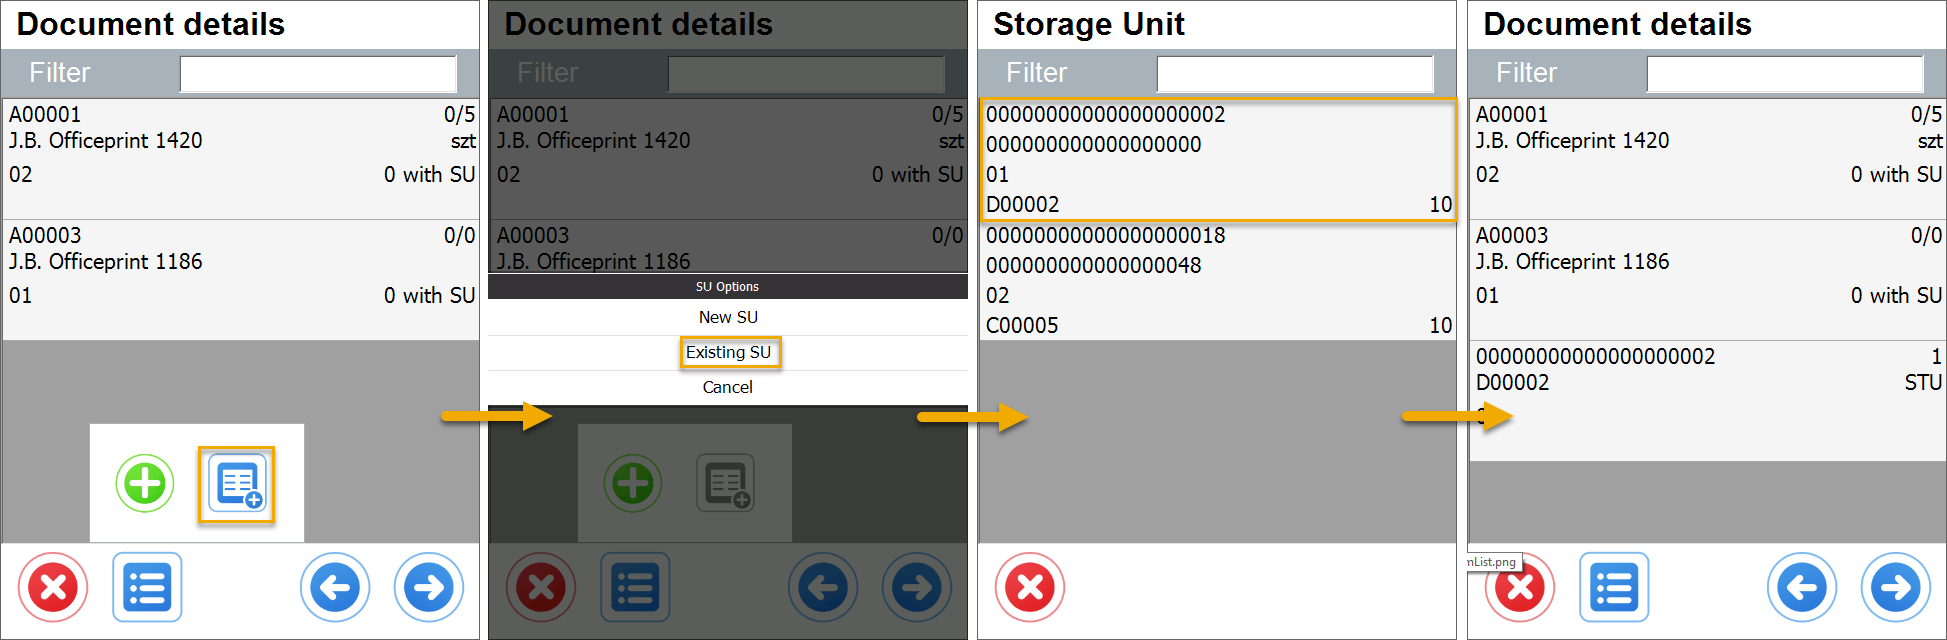 Document details
Filter
A00001 0/5
J.B. Officeprint 1420 szt
02 0 with SU
A00003 0/0
J.B. Officeprint 1186
01 0 with SU
Document details
Filter
A00001 0/5
J.B. Officeprint 1420 szt
02 0 with SU
A00003 0/0
J.B. Officeprint 1186
SU Options
New SU
Existing SU
Cancel
Storage Unit
Filter
00000000000000000002
000000000000000000
01
D00002 10
00000000000000000018
000000000000000048
02
C00005 10
Document details
Filter
A00001 0/5
J.B. Officeprint 1420 szt
02 0 with SU
A00003 0/0
J.B. Officeprint 1186
01 0 with SU
00000000000000000002 1
D00002 STU
mList.png